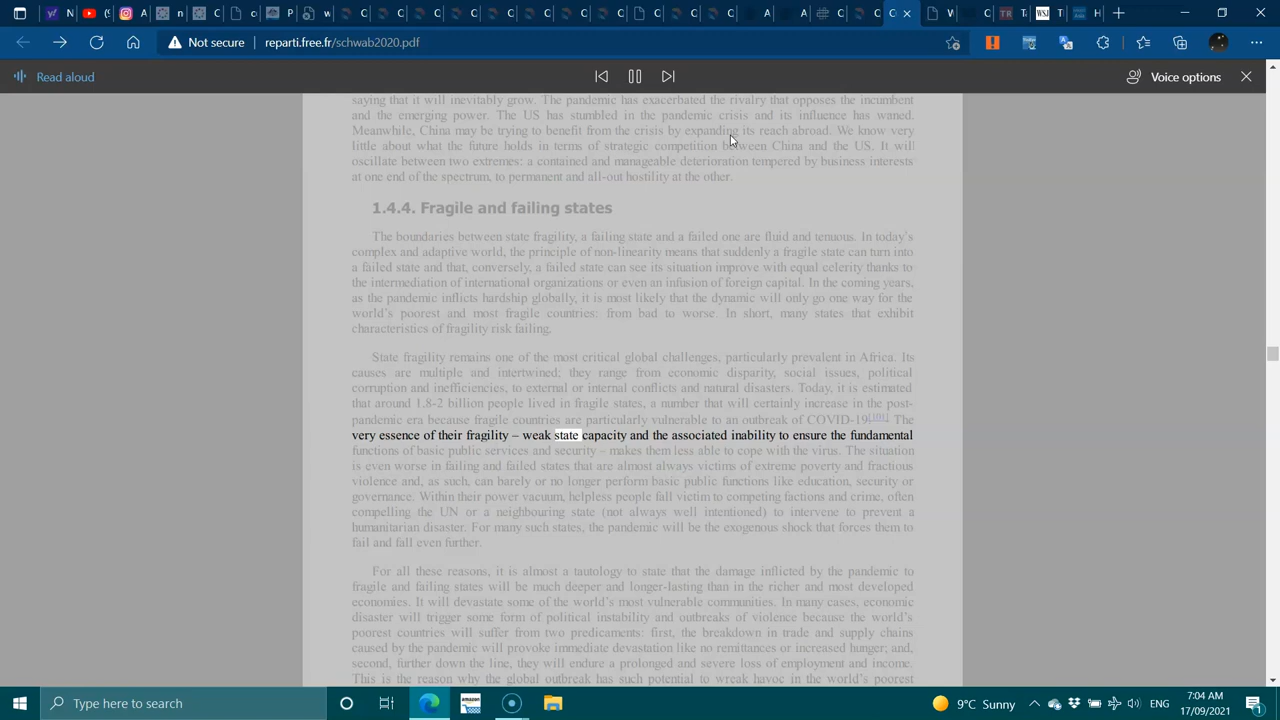 n
C
P
w
C
C
C
C
C
C
C
A
A
C
C
W
C
TR
T
WSJ
T
H
Not secure
reparti.free.fr/schwab2020.pdf
Read aloud
Voice options
saying that it will inevitably grow. The pandemic has exacerbated the rivalry that opposes the incumbent
and the emerging power. The US has stumbled in the pandemic crisis and its influence has waned.
Meanwhile, China may be trying to benefit from the crisis by expanding its reach abroad. We know very
little about what the future holds in terms of strategic competition between China and the US. It will
oscillate between two extremes: a contained and manageable deterioration tempered by business interests
at one end of the spectrum, to permanent and all-out hostility at the other.
1.4.4. Fragile and failing states
The boundaries between state fragility, a failing state and a failed one are fluid and tenuous. In today's
complex and adaptive world, the principle of non-linearity means that suddenly a fragile state can turn into
a failed state and that, conversely, a failed state can see its situation improve with equal celerity thanks to
the intermediation of international organizations or even an infusion of foreign capital. In the coming years,
as the pandemic inflicts hardship globally, it is most likely that the dynamic will only go one way for the
world's poorest and most fragile countries: from bad to worse. In short, many states that exhibit
characteristics of fragility risk failing.
State fragility remains one of the most critical global challenges, particularly prevalent in Africa. Its
causes are multiple and intertwined; they range from economic disparity, social issues, political
corruption and inefficiencies, to external or internal conflicts and natural disasters. Today, it is estimated
that around 1.8-2 billion people lived in fragile states, a number that will certainly increase in the post-
pandemic era because fragile countries are particularly vulnerable to an outbreak of COVID-19.[101] The
very essence of their fragility – weak state capacity and the associated inability to ensure the fundamental
functions of basic public services and security – makes them less able to cope with the virus. The situation
is even worse in failing and failed states that are almost always victims of extreme poverty and fractious
violence and, as such, can barely or no longer perform basic public functions like education, security or
governance. Within their power vacuum, helpless people fall victim to competing factions and crime, often
compelling the UN or a neighbouring state (not always well intentioned) to intervene to prevent a
humanitarian disaster. For many such states, the pandemic will be the exogenous shock that forces them to
fail and fall even further.
For all these reasons, it is almost a tautology to state that the damage inflicted by the pandemic to
fragile and failing states will be much deeper and longer-lasting than in the richer and most developed
economies. It will devastate some of the world's most vulnerable communities. In many cases, economic
disaster will trigger some form of political instability and outbreaks of violence because the world's
poorest countries will suffer from two predicaments: first, the breakdown in trade and supply chains
caused by the pandemic will provoke immediate devastation like no remittances or increased hunger; and,
second, further down the line, they will endure a prolonged and severe loss of employment and income.
This is the reason why the global outbreak has such potential to wreak havoc in the world's poorest
Type here to search
amazon
9°C Sunny
ENG
7:04 AM
17/09/2021
1